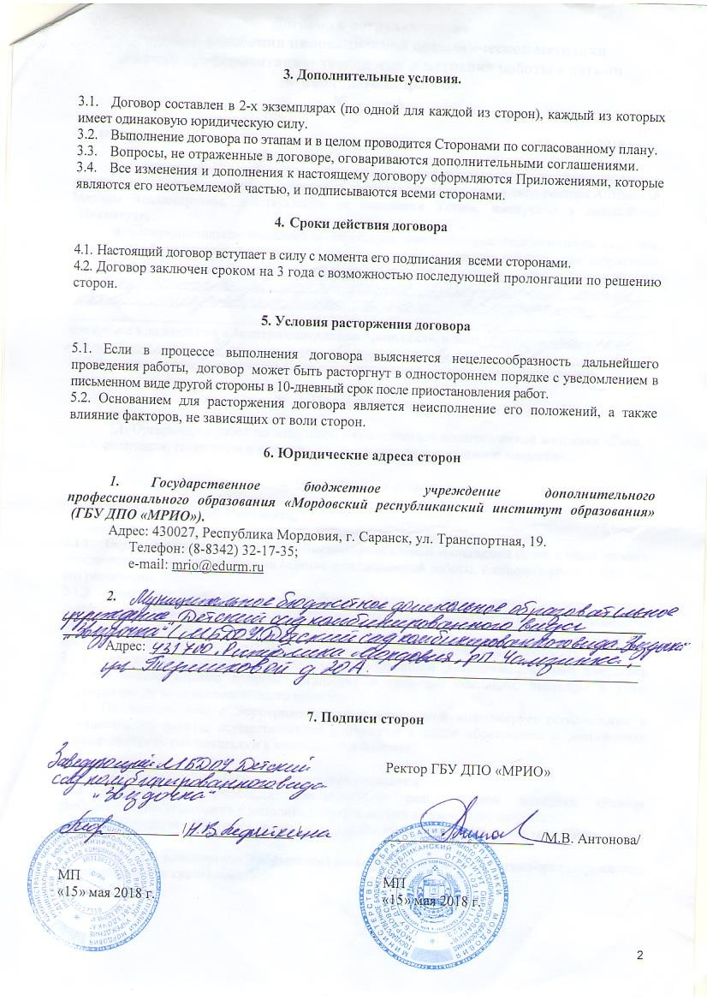 3. Дополнительные условия.
3.1. Договор составлен в 2-х экземплярах (по одной для каждой из сторон), каждый из которых
имеет одинаковую юридическую силу.
3.2. Выполнение договора по этапам и в целом проводится Сторонами по согласованному плану.
3.3. Вопросы, не отраженные в договоре, оговариваются дополнительными соглашениями.
3.4. Все изменения и дополнения к настоящему договору оформляются Приложениями, которые
являются его неотъемлемой частью, и подписываются всеми сторонами.
4. Сроки действия договора
4.1. Настоящий договор вступает в силу с момента его подписания всеми сторонами.
4.2. Договор заключен сроком на 3 года с возможностью последующей пролонгации по решению
сторон.
5. Условия расторжения договора
5.1. Если в процессе выполнения договора выясняется нецелесообразность дальнейшего
проведения работы, договор может быть расторгнут в одностороннем порядке с уведомлением в
письменном виде другой стороны в 10-дневный срок после приостановления работ.
5.2. Основанием для расторжения договора является неисполнение его положений, а также
влияние факторов, не зависящих от воли сторон.
6. Юридические адреса сторон
1. Государственное бюджетное учреждение дополнительного
профессионального образования «Мордовский республиканский институт образования»
(ГБУ ДПО «МРИО»).
Адрес: 430027, Республика Мордовия, г. Саранск, ул. Транспортная, 19.
Телефон: (8-8342) 32-17-35;
e-mail: mrio@edurm.ru
2. Муниципальное бюджетное дошкольное образовательное
учреждение "Детский сад комбинированного вида
"Звездочка" (МБДОУ "Детский сад комбинированного вида "Звездочка"
Адрес: 431700, Республика Мордовия, рп. Чамзинка,
ул. Терешковой д. 20А.
7. Подписи сторон
Заведующий МБДОУ "Детский
сад комбинированного вида
"Звездочка"
Ректор ГБУ ДПО «МРИО»
/М.В. Антонова/
МП
«15» мая 2018 г.
МП
«15» мая 2018 г.
2